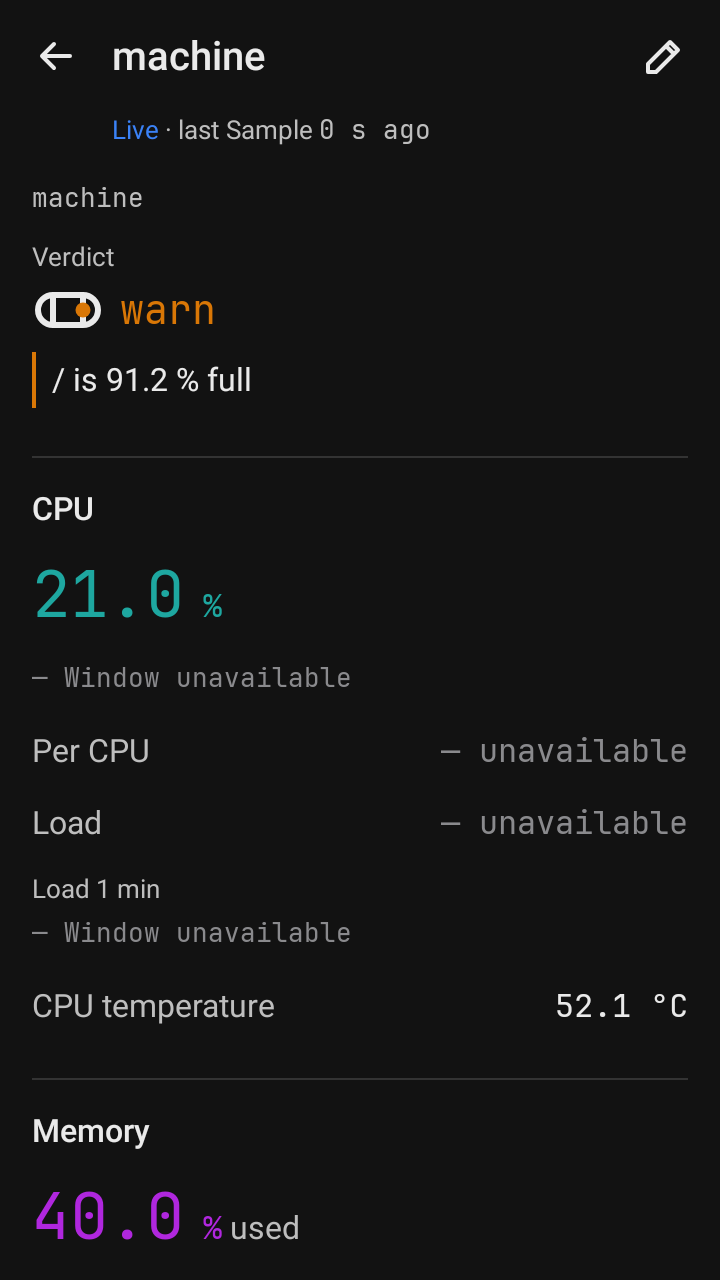 machine
Live · last Sample 0 s ago
machine
Verdict
warn
/ is 91.2 % full
CPU
21.0 %
— Window unavailable
Per CPU — unavailable
Load — unavailable
Load 1 min
— Window unavailable
CPU temperature 52.1 °C
Memory
40.0 % used